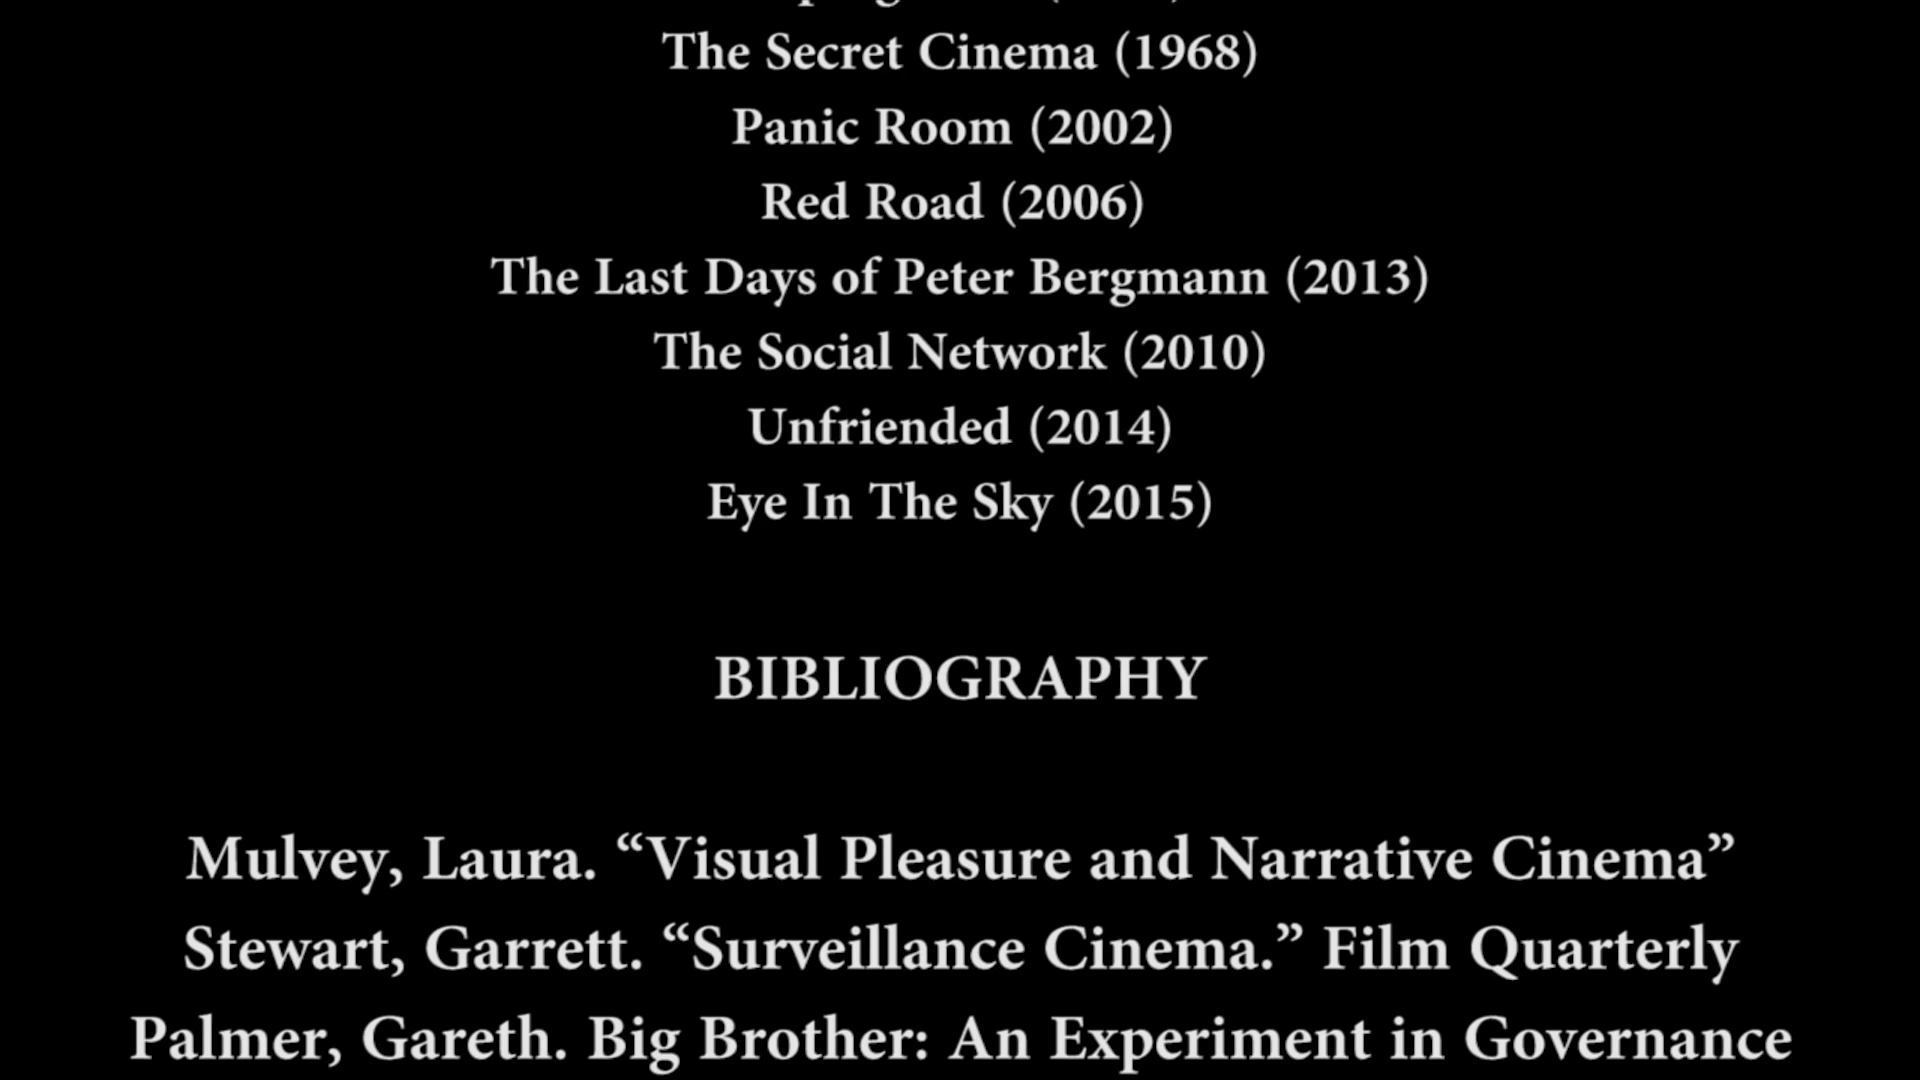 The Secret Cinema (1968)
Panic Room (2002)
Red Road (2006)
The Last Days of Peter Bergmann (2013)
The Social Network (2010)
Unfriended (2014)
Eye In The Sky (2015)
BIBLIOGRAPHY
Mulvey, Laura. “Visual Pleasure and Narrative Cinema”
Stewart, Garrett. “Surveillance Cinema.” Film Quarterly
Palmer, Gareth. Big Brother: An Experiment in Governance